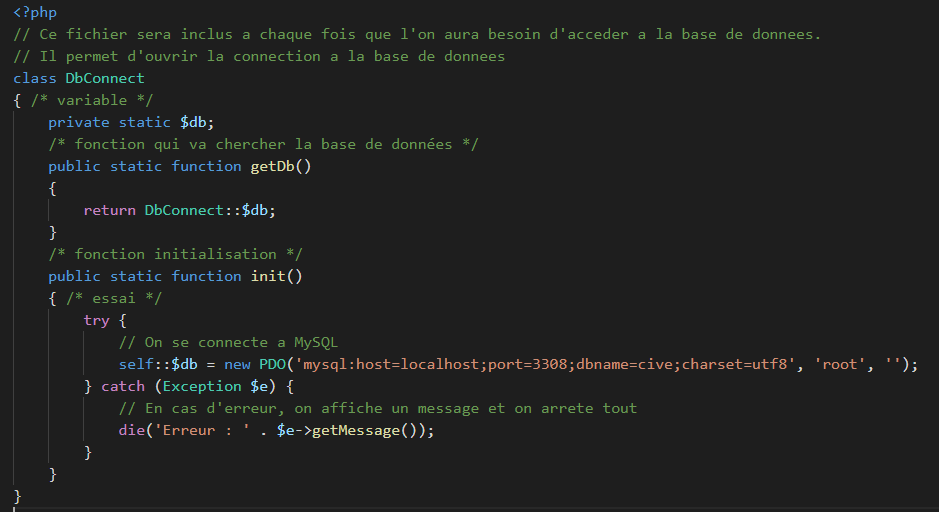 <?php
// Ce fichier sera inclus a chaque fois que l'on aura besoin d'acceder a la base de donnees.
// Il permet d'ouvrir la connection a la base de donnees
class DbConnect
{ /* variable */
    private static $db;
    /* fonction qui va chercher la base de données */
    public static function getDb()
    {
        return DbConnect::$db;
    }
    /* fonction initialisation */
    public static function init()
    { /* essai */
        try {
            // On se connecte a MySQL
            self::$db = new PDO('mysql:host=localhost;port=3308;dbname=cive;charset=utf8', 'root', '');
        } catch (Exception $e) {
            // En cas d'erreur, on affiche un message et on arrete tout
            die('Erreur : ' . $e->getMessage());
        }
    }
}